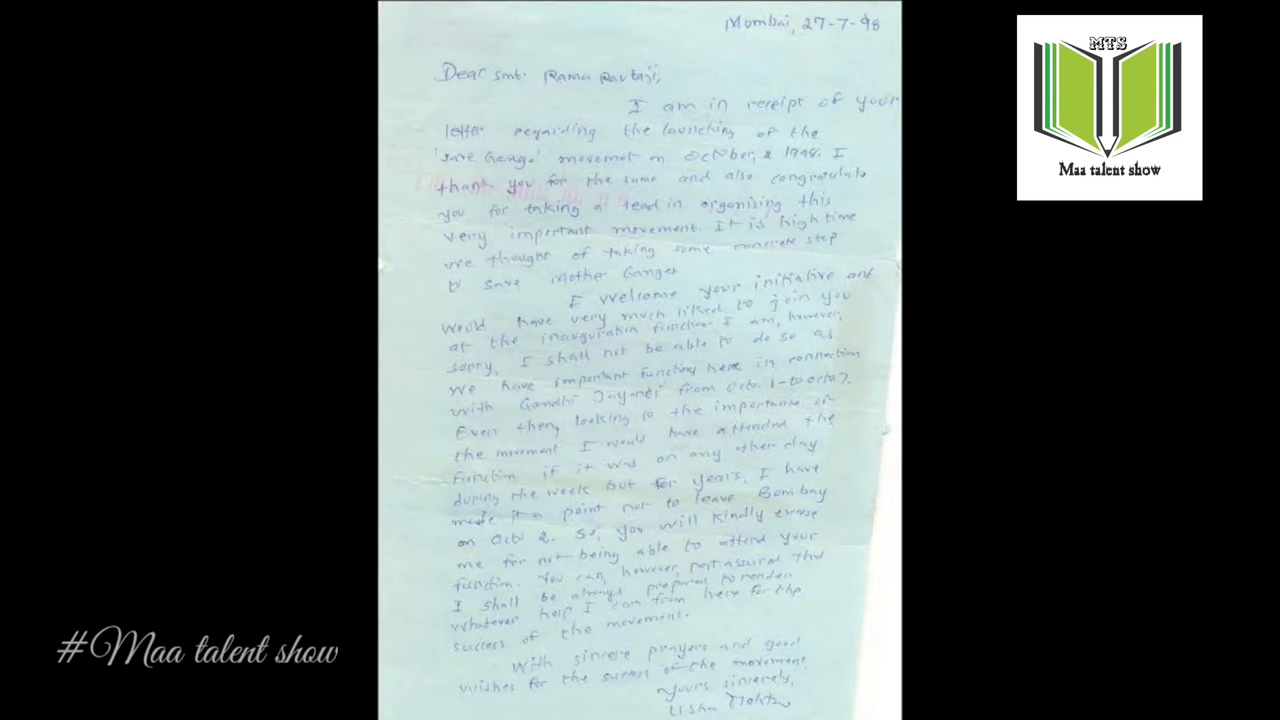 Mombai, 27-7-98
MTS
Maa talent show
Dear Smt. Rama Rautaji,
I am in receipt of your
letter regarding the launching of the
'Save Ganga' movement on October, 2 1998. I
thank you for the same and also congratulate
you for taking a lead in organising this
very important movement. It is high time
we thought of taking some concrete step
to save Mother Ganges
I welcome your initiative and
would have very much liked to join you
at the inauguration function. I am, however,
sorry, I shall not be able to do so as
we have important functions here in connection
with Gandhi Jayanti from Oct. 1-to Oct 7.
Even then, looking to the importance of
the movement I would have attended the
function if it was on any other day
during the week but for years, I have
made it a point not to leave Bombay
on Oct 2. So, you will kindly excuse
me for not being able to attend your
function. You can, however, rest assured that
I shall be always prepared to render
whatever help I can from here for the
success of the movement.
With sincere prayers and good
wishes for the success of the movement,
Yours sincerely,
Usha Mehta
#Maa talent show